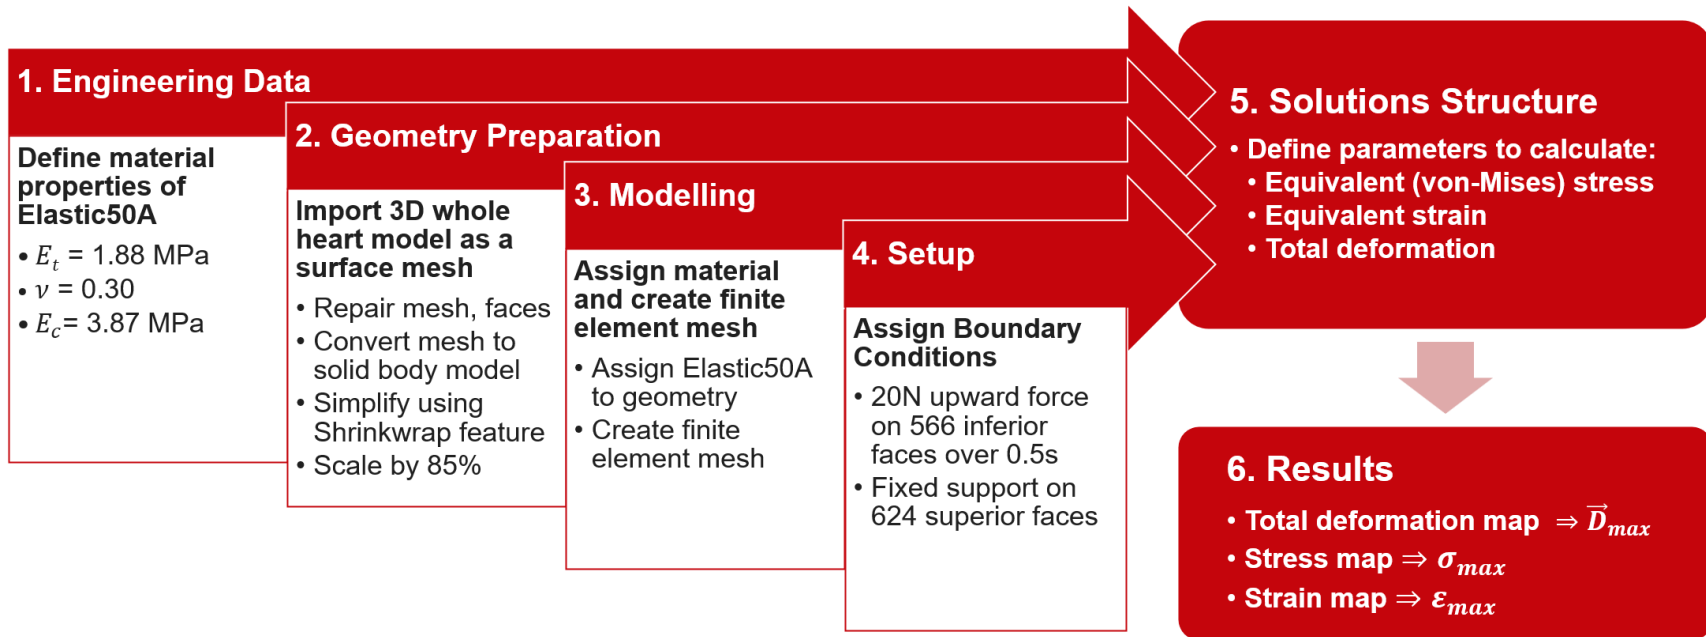 1. Engineering Data
Define material
properties of
Elastic50A
• E_t = 1.88 MPa
• ν = 0.30
• E_c= 3.87 MPa
2. Geometry Preparation
Import 3D whole
heart model as a
surface mesh
• Repair mesh, faces
• Convert mesh to
solid body model
• Simplify using
Shrinkwrap feature
• Scale by 85%
3. Modelling
Assign material
and create finite
element mesh
• Assign Elastic50A
to geometry
• Create finite
element mesh
4. Setup
Assign Boundary
Conditions
• 20N upward force
on 566 inferior
faces over 0.5s
• Fixed support on
624 superior faces
5. Solutions Structure
• Define parameters to calculate:
• Equivalent (von-Mises) stress
• Equivalent strain
• Total deformation
6. Results
• Total deformation map ⇒ D⃗_max
• Stress map ⇒ σ_max
• Strain map ⇒ ε_max